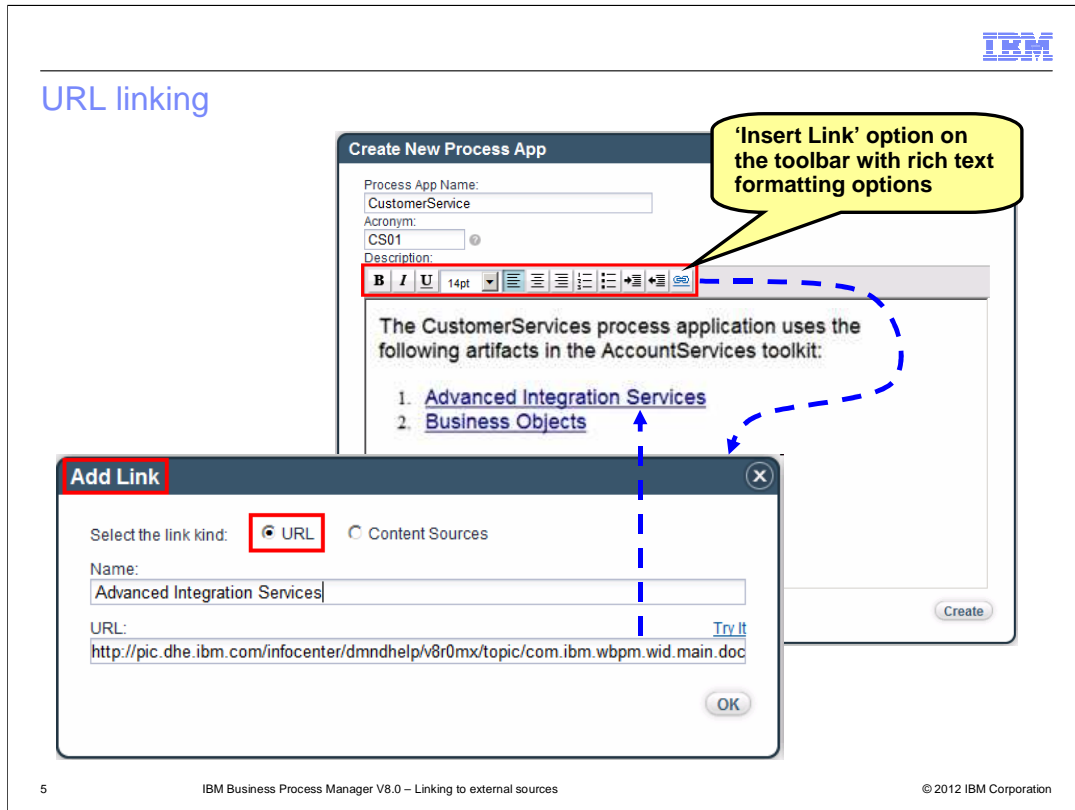 IBM
URL linking
‘Insert Link’ option on
the toolbar with rich text
formatting options
Create New Process App
Process App Name:
CustomerService
Acronym:
CS01
Description:
B I U 14pt
The CustomerServices process application uses the
following artifacts in the AccountServices toolkit:
1. Advanced Integration Services
2. Business Objects
Create
Add Link
Select the link kind: URL Content Sources
Name:
Advanced Integration Services
URL: Try It
http://pic.dhe.ibm.com/infocenter/dmndhelp/v8r0mx/topic/com.ibm.wbpm.wid.main.doc
OK
5 IBM Business Process Manager V8.0 – Linking to external sources © 2012 IBM Corporation